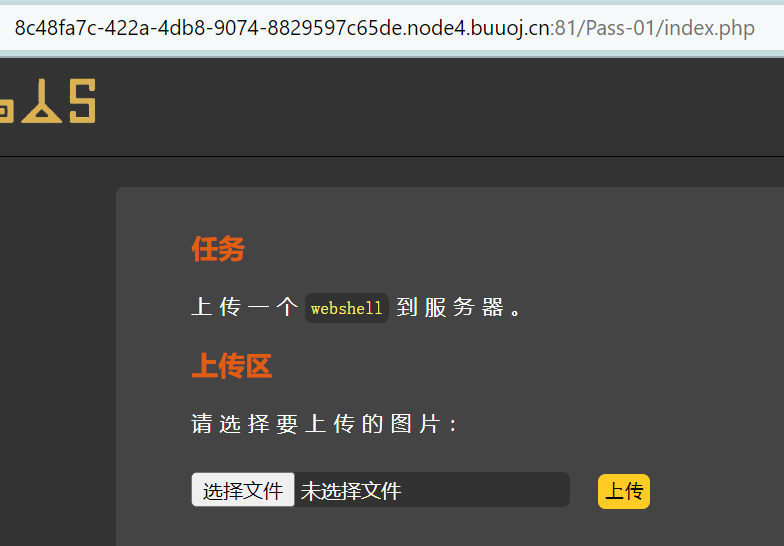 8c48fa7c-422a-4db8-9074-8829597c65de.node4.buuoj.cn:81/Pass-01/index.php
任务
上传一个 webshell 到服务器。
上传区
请选择要上传的图片：
选择文件 未选择文件 上传